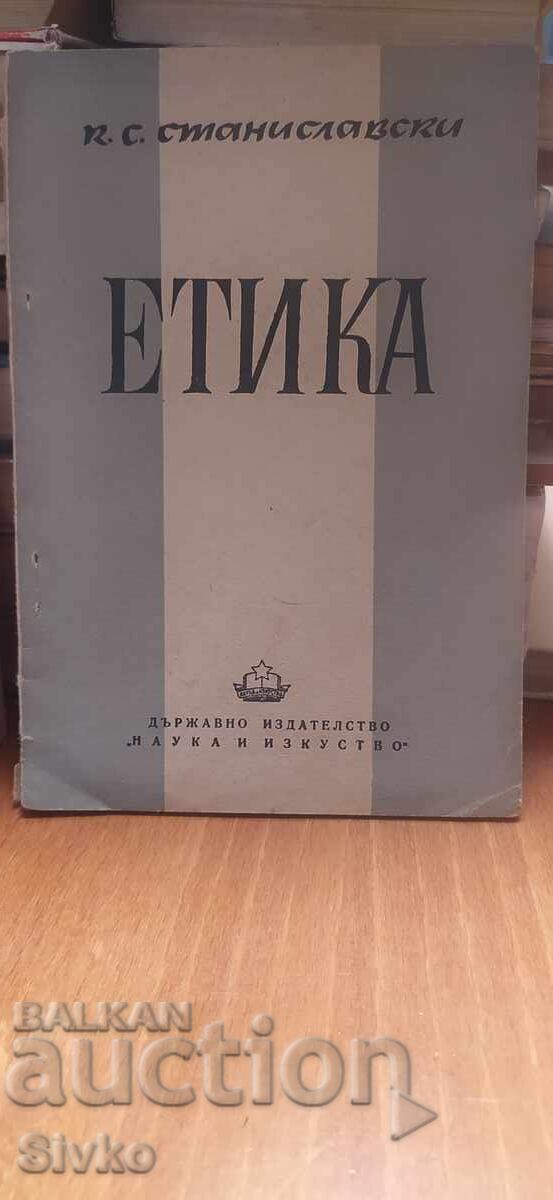 К. С. СТАНИСЛАВСКИ
ЕТИКА
ДЪРЖАВНО ИЗДАТЕЛСТВО
„НАУКА И ИЗКУСТВО"
BALKAN
auction
Sivko